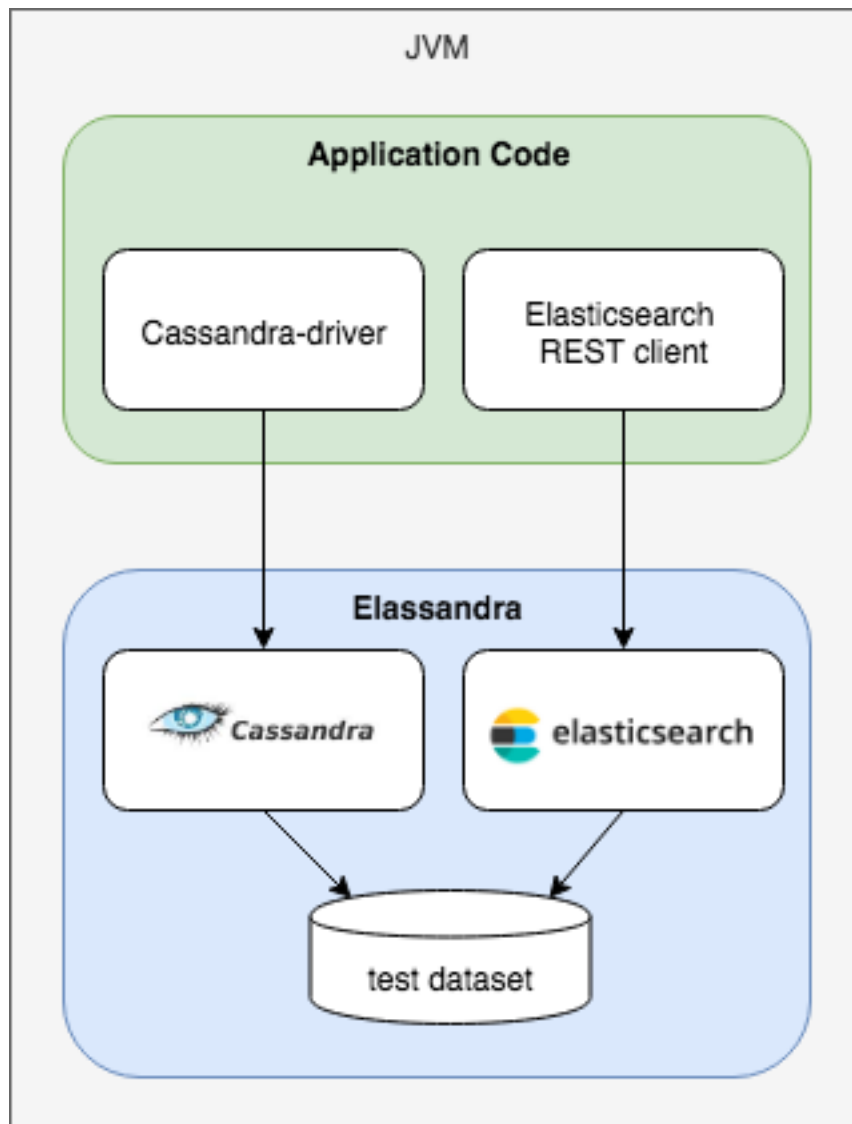 JVM
Application Code
Cassandra-driver
Elasticsearch
REST client
Elassandra
Cassandra
elasticsearch
test dataset